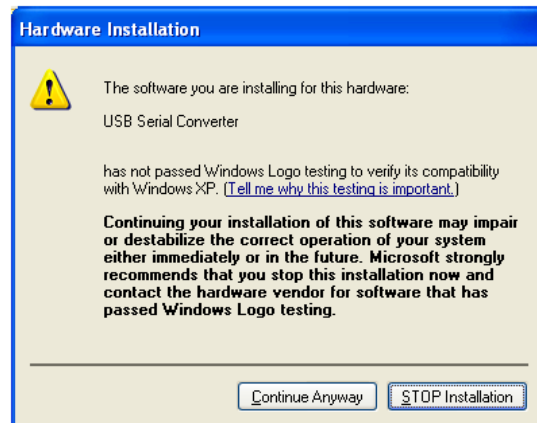 Hardware Installation
The software you are installing for this hardware:
USB Serial Converter
has not passed Windows Logo testing to verify its compatibility
with Windows XP. (Tell me why this testing is important.)
Continuing your installation of this software may impair
or destabilize the correct operation of your system
either immediately or in the future. Microsoft strongly
recommends that you stop this installation now and
contact the hardware vendor for software that has
passed Windows Logo testing.
Continue Anyway
STOP Installation